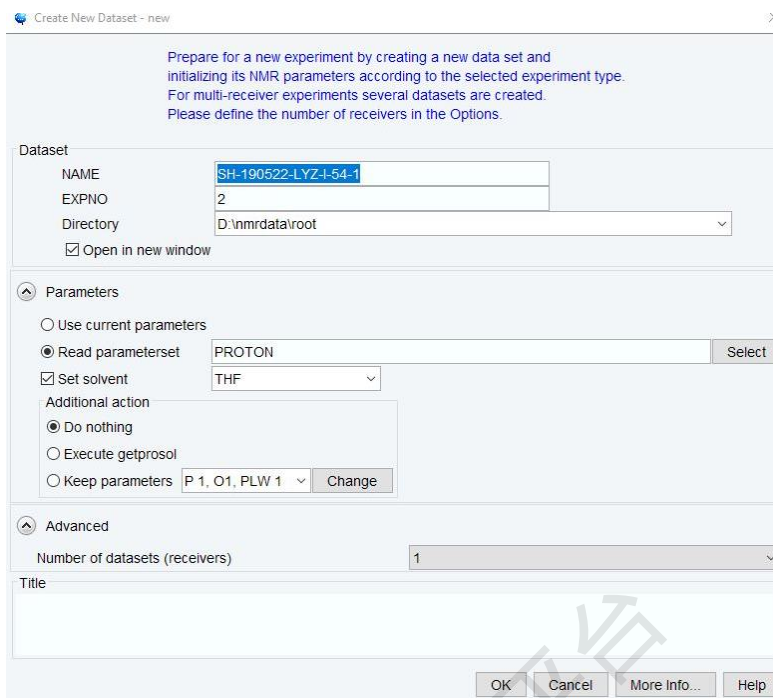 Create New Dataset - new
Prepare for a new experiment by creating a new data set and
initializing its NMR parameters according to the selected experiment type.
For multi-receiver experiments several datasets are created.
Please define the number of receivers in the Options.
Dataset
NAME SH-190522-LYZ-I-54-1
EXPNO 2
Directory D:\nmrdata\root
Open in new window
Parameters
Use current parameters
Read parameterset PROTON Select
Set solvent THF
Additional action
Do nothing
Execute getprosol
Keep parameters P 1, O1, PLW 1 Change
Advanced
Number of datasets (receivers) 1
Title
平台
OK Cancel More Info... Help